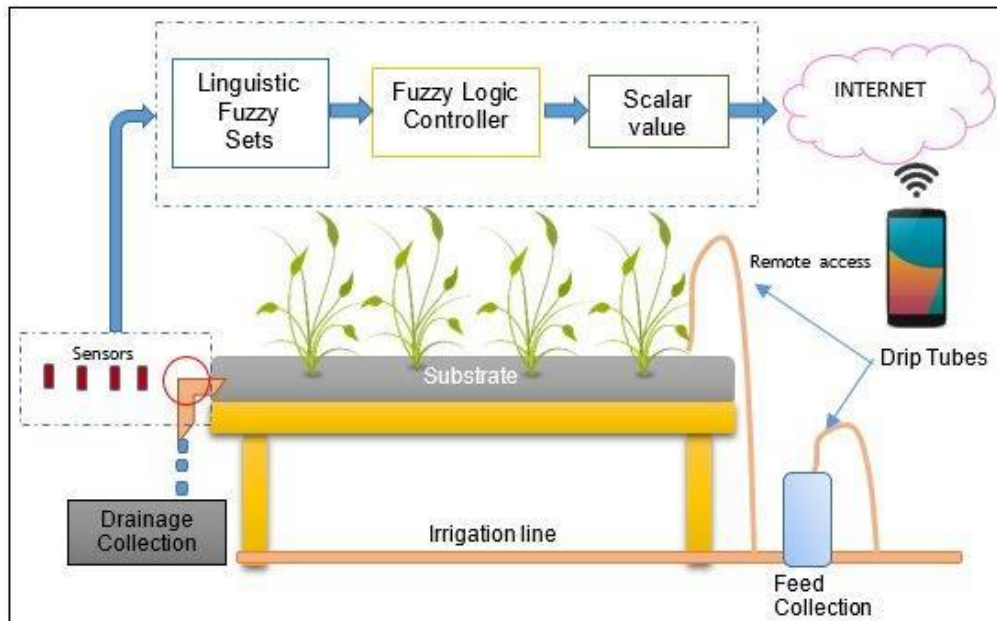 Linguistic
Fuzzy
Sets
Fuzzy Logic
Controller
Scalar
value
INTERNET
Remote access
Sensors
Substrate
Drip Tubes
Drainage
Collection
Irrigation line
Feed
Collection